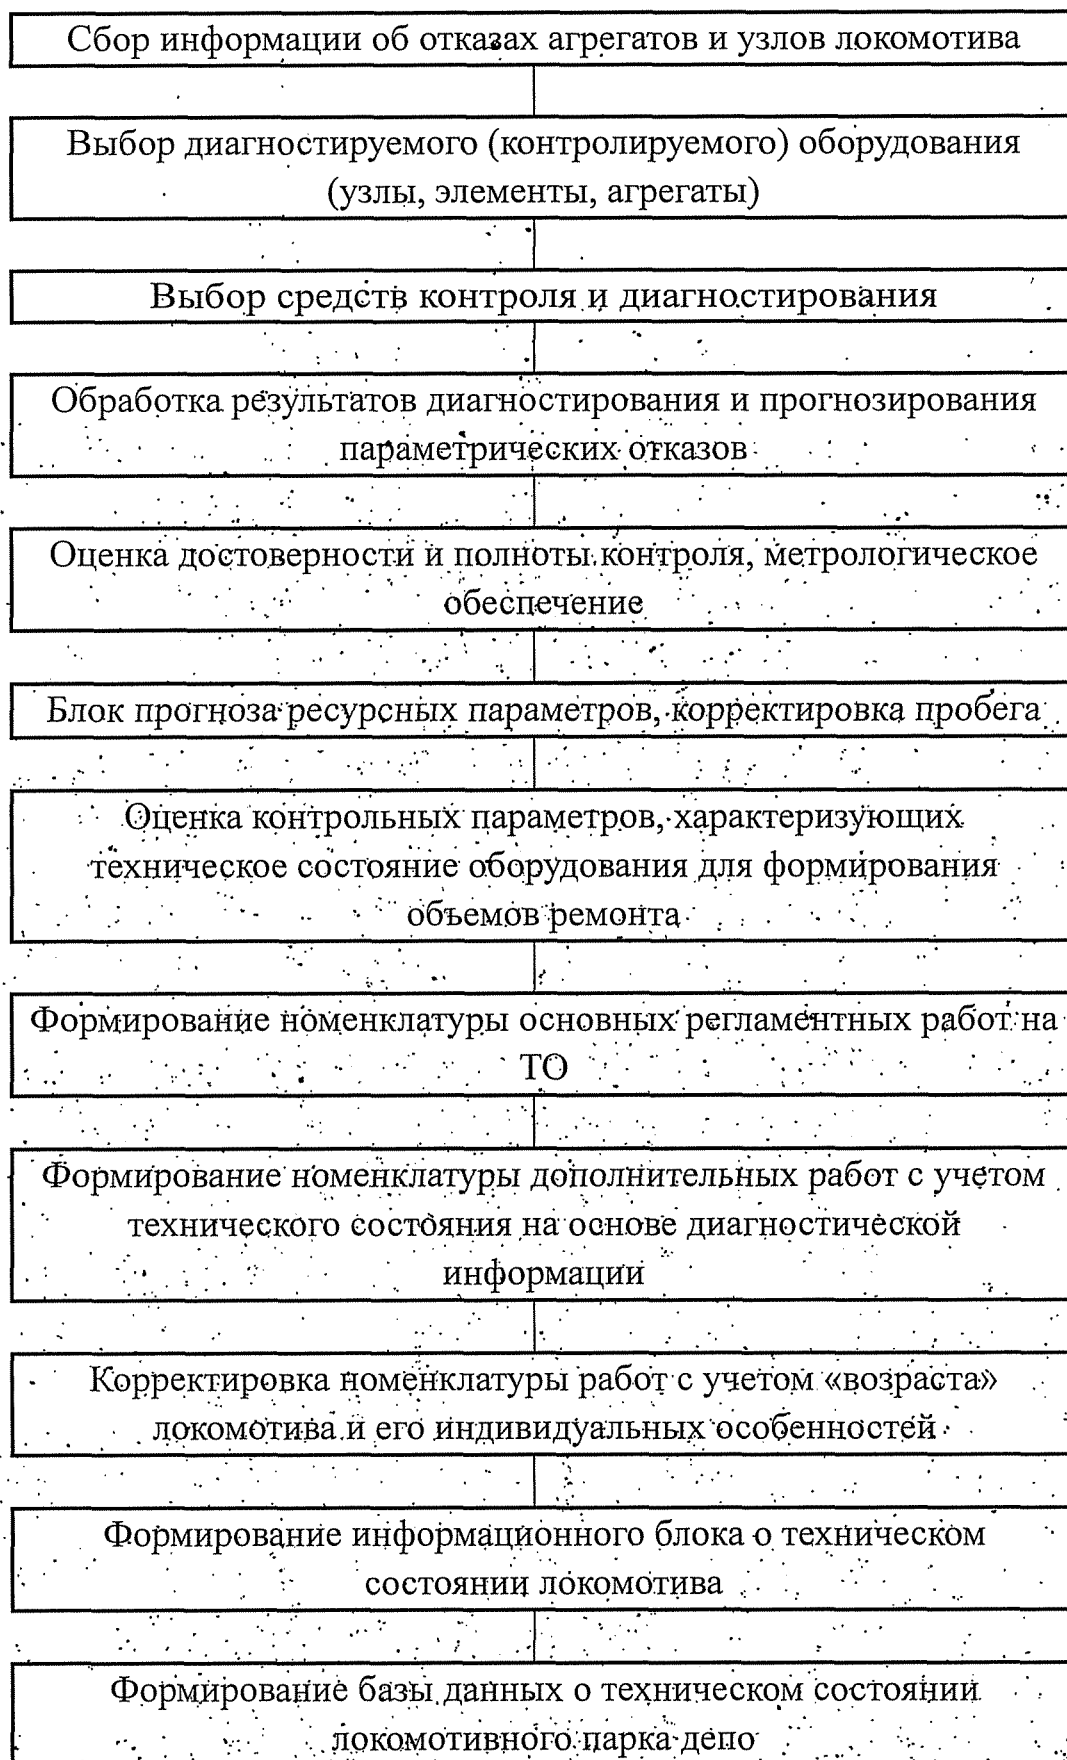 Сбор информации об отказах агрегатов и узлов локомотива
Выбор диагностируемого (контролируемого) оборудования
(узлы, элементы, агрегаты)
Выбор средств контроля и диагностирования
Обработка результатов диагностирования и прогнозирования
параметрических отказов
Оценка достоверности и полноты контроля, метрологическое
обеспечение
Блок прогноза ресурсных параметров, корректировка пробега
Оценка контрольных параметров, характеризующих
техническое состояние оборудования для формирования
объемов ремонта
Формирование номенклатуры основных регламентных работ на
ТО
Формирование номенклатуры дополнительных работ с учетом
технического состояния на основе диагностической
информации
Корректировка номенклатуры работ с учетом «возраста»
локомотива и его индивидуальных особенностей
Формирование информационного блока о техническом
состоянии локомотива
Формирование базы данных о техническом состоянии
локомотивного парка депо